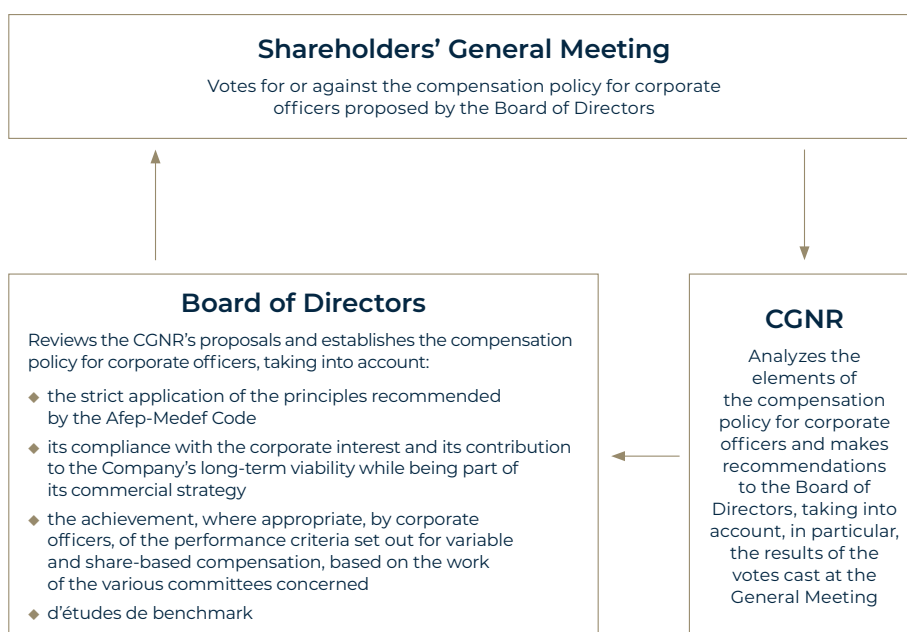 Shareholders’ General Meeting
Votes for or against the compensation policy for corporate
officers proposed by the Board of Directors
Board of Directors
Reviews the CGNR’s proposals and establishes the compensation
policy for corporate officers, taking into account:
◆ the strict application of the principles recommended
by the Afep-Medef Code
◆ its compliance with the corporate interest and its contribution
to the Company’s long-term viability while being part of
its commercial strategy
◆ the achievement, where appropriate, by corporate
officers, of the performance criteria set out for variable
and share-based compensation, based on the work
of the various committees concerned
◆ d’études de benchmark
CGNR
Analyzes the
elements of
the compensation
policy for corporate
officers and makes
recommendations
to the Board of
Directors, taking into
account, in particular,
the results of the
votes cast at the
General Meeting